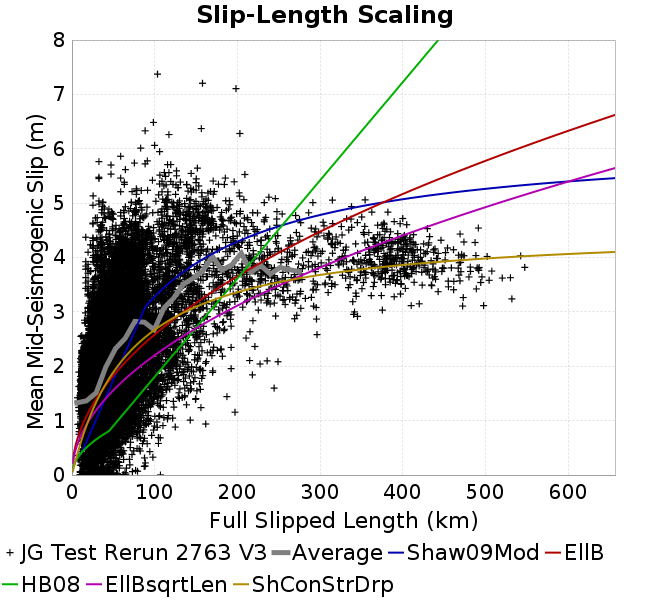 Slip-Length Scaling
Mean Mid-Seismogenic Slip (m)
8
7
6
5
4
3
2
1
0
0 100 200 300 400 500 600
Full Slipped Length (km)
JG Test Rerun 2763 V3 Average Shaw09Mod EllB
HB08 EllBsqrtLen ShConStrDrp